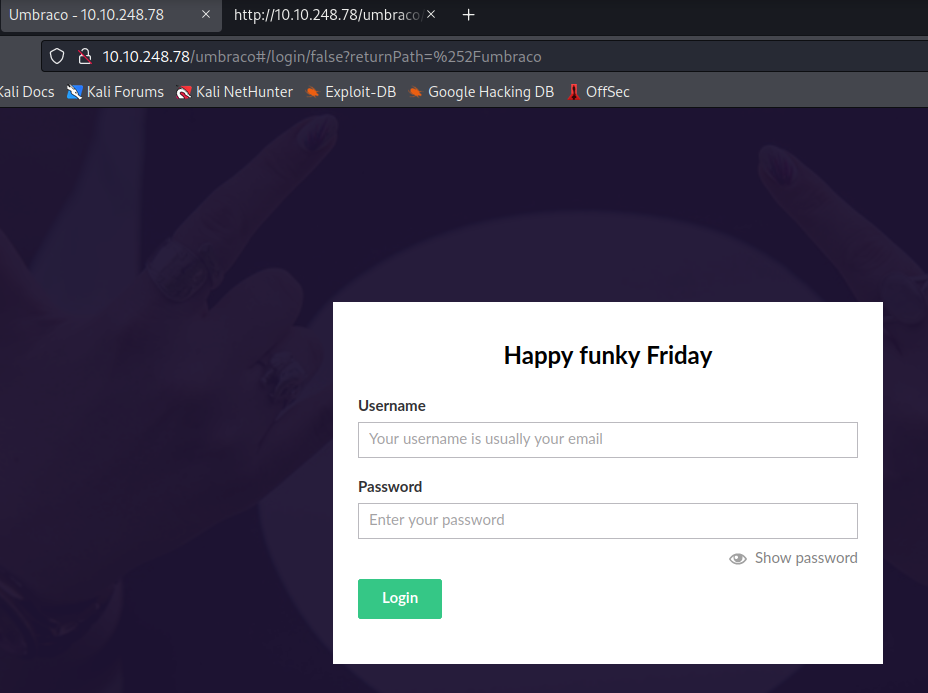 Umbraco - 10.10.248.78
http://10.10.248.78/umbraco/
10.10.248.78/umbraco#/login/false?returnPath=%252Fumbraco
Kali Docs Kali Forums Kali NetHunter Exploit-DB Google Hacking DB OffSec
Happy funky Friday
Username
Your username is usually your email
Password
Enter your password
Show password
Login